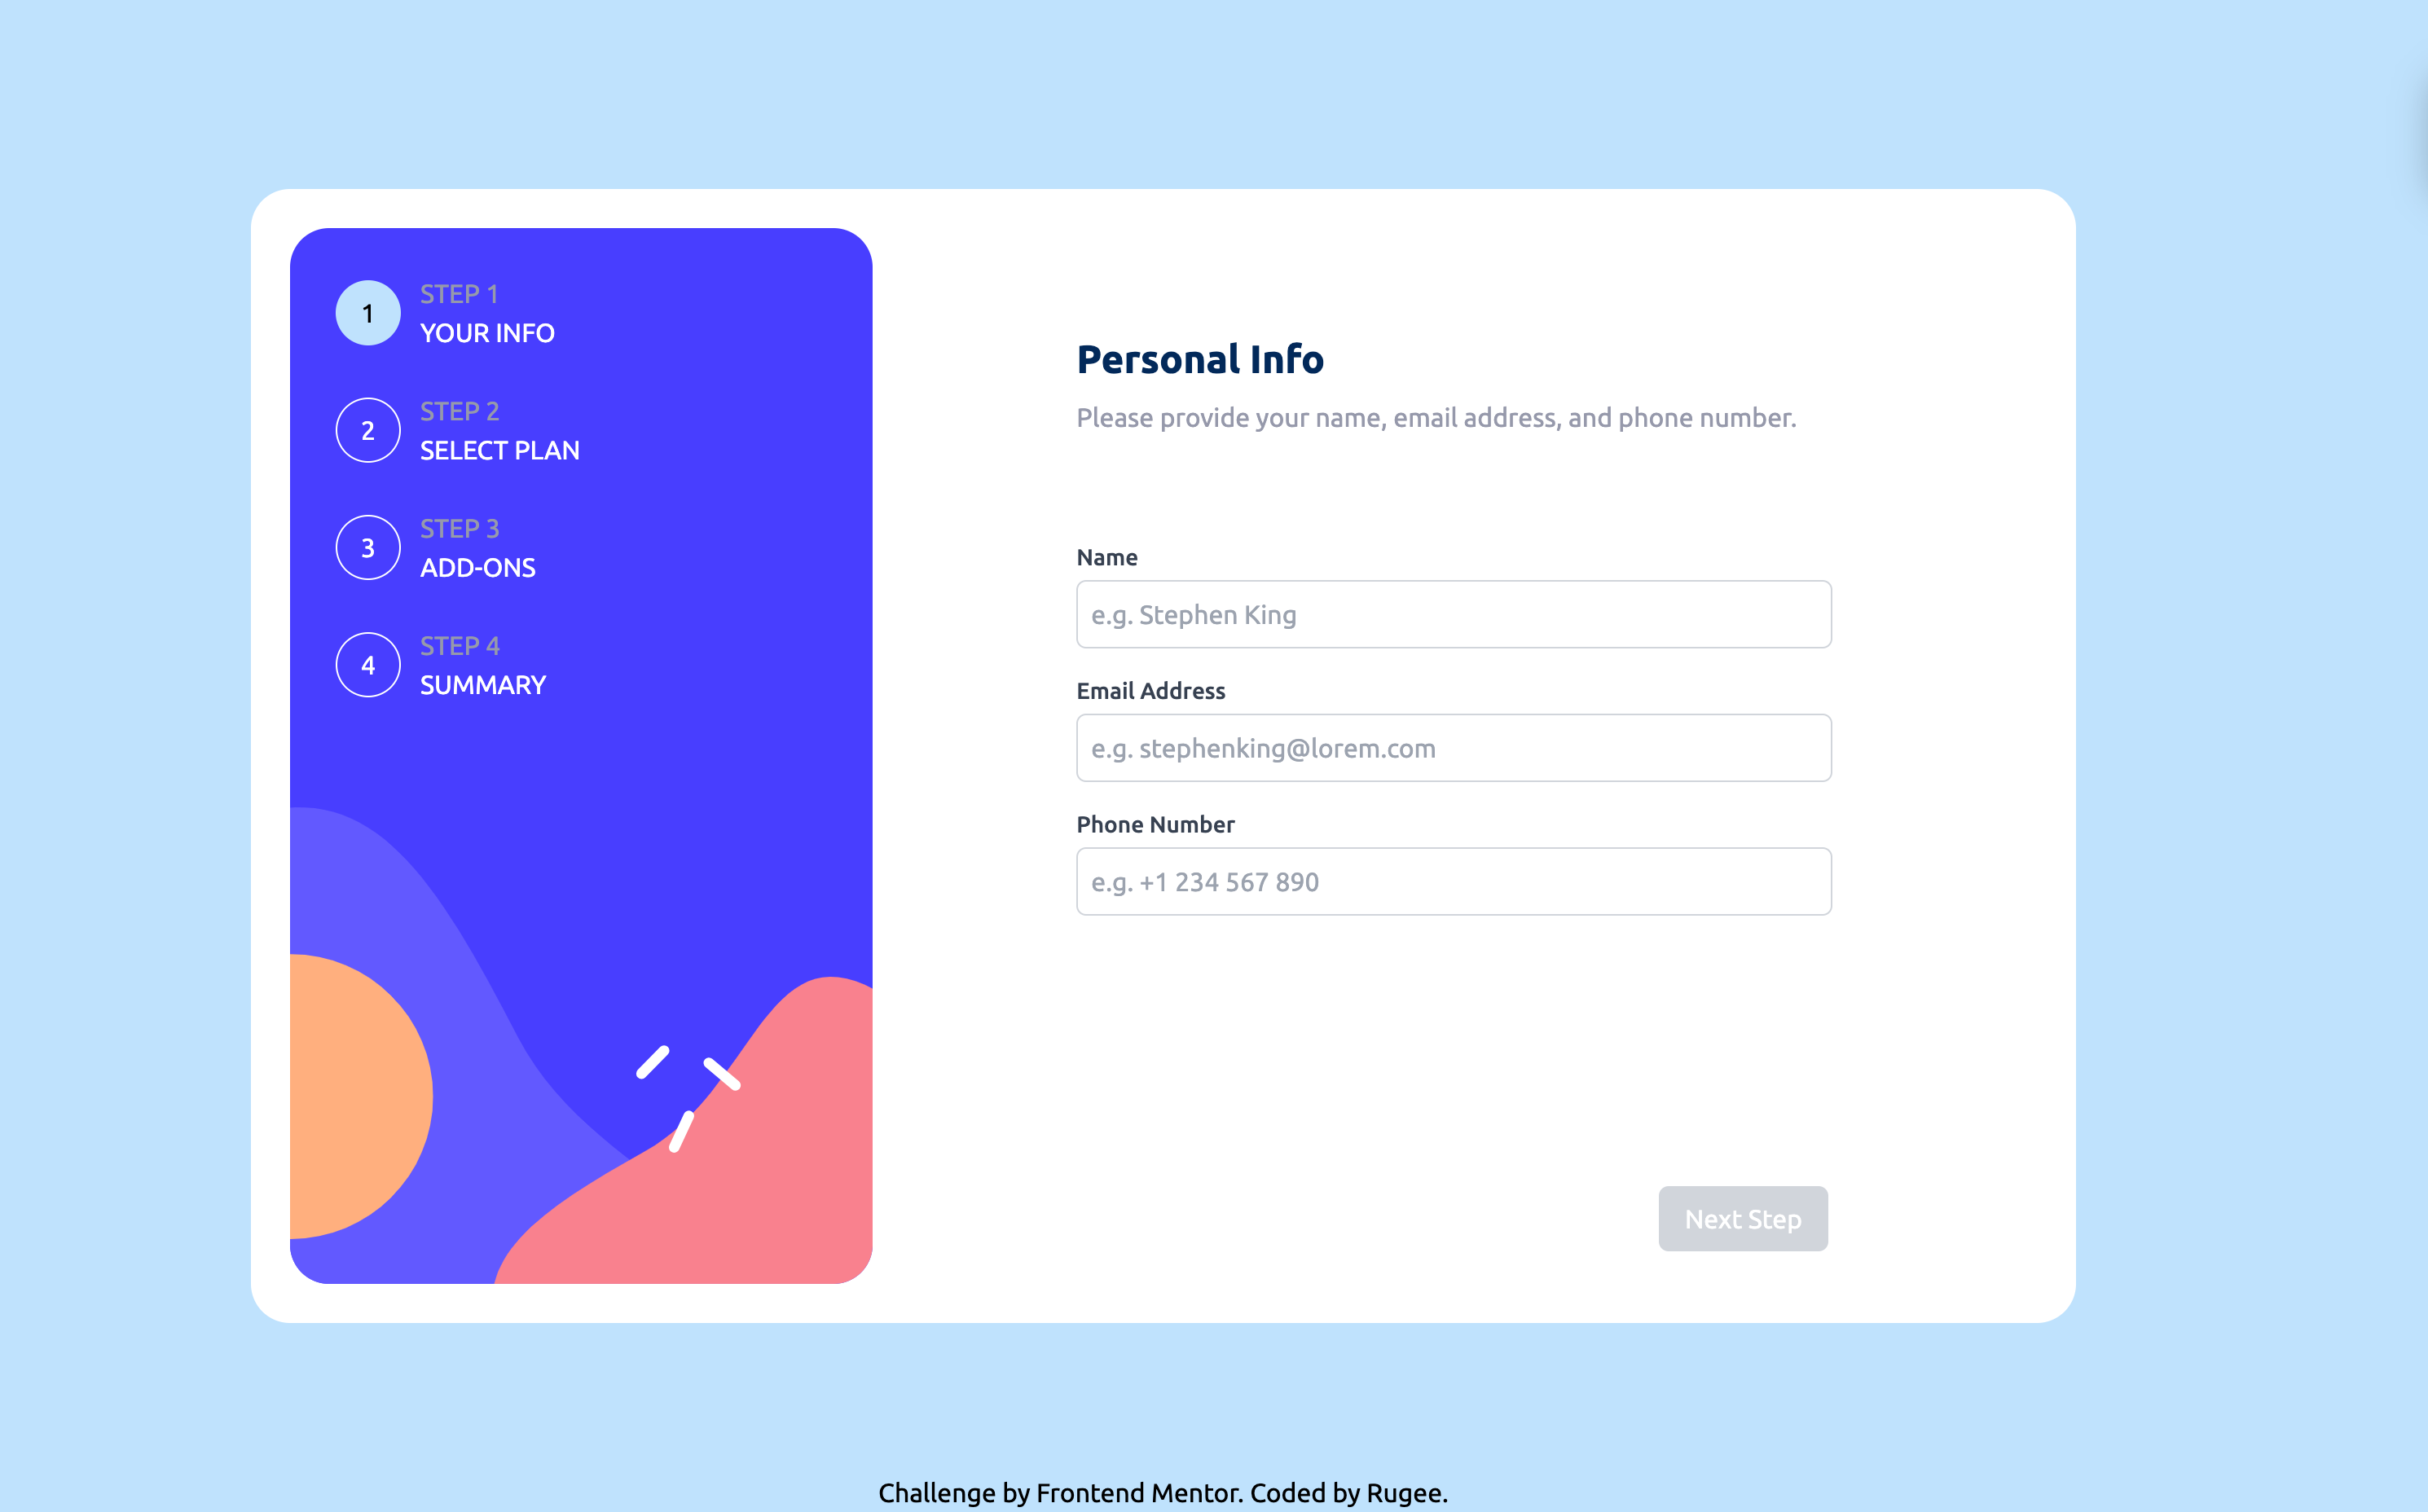 1
STEP 1
YOUR INFO
2
STEP 2
SELECT PLAN
3
STEP 3
ADD-ONS
4
STEP 4
SUMMARY
Personal Info
Please provide your name, email address, and phone number.
Name
e.g. Stephen King
Email Address
e.g. stephenking@lorem.com
Phone Number
e.g. +1 234 567 890
Next Step
Challenge by Frontend Mentor. Coded by Rugee.